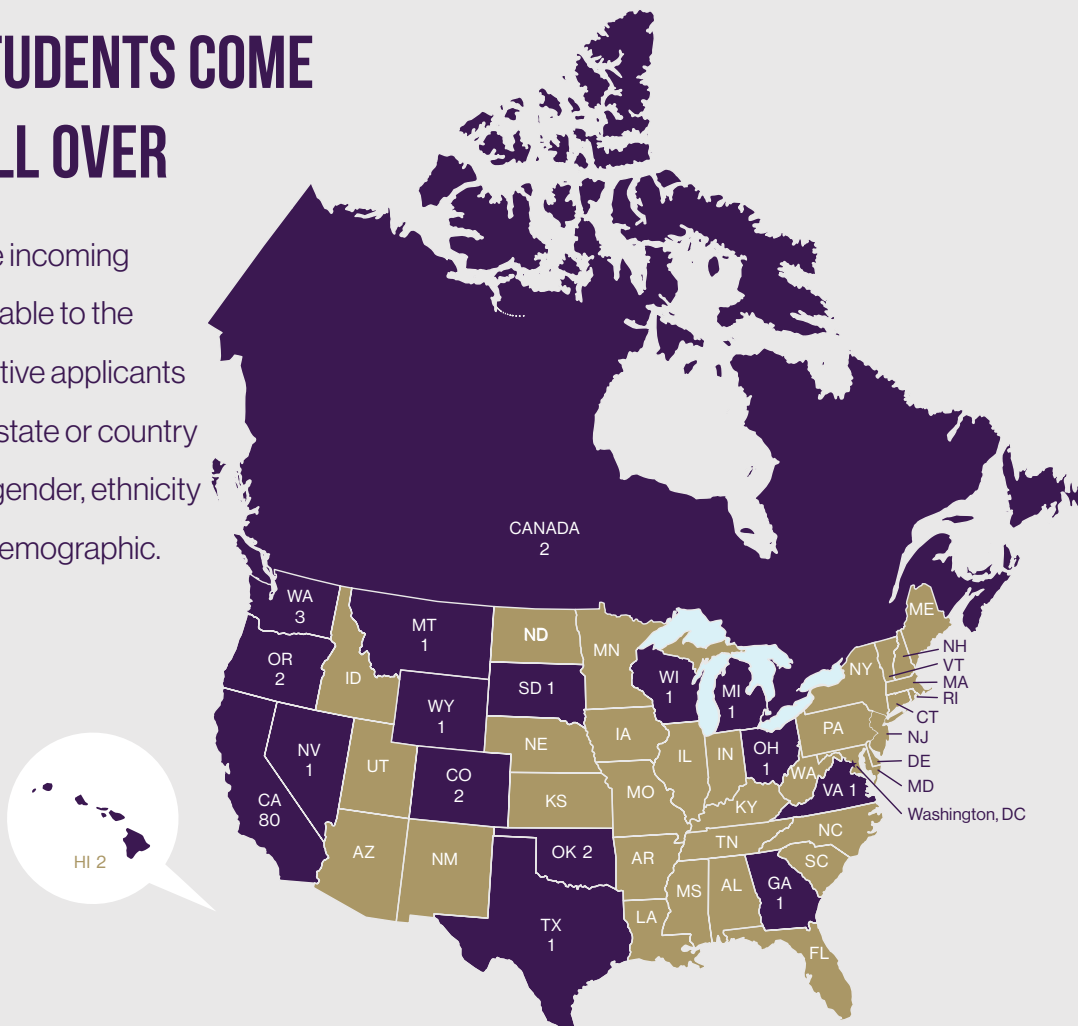 TUDENTS COME
LL OVER
e incoming
able to the
tive applicants
state or country
gender, ethnicity
emographic.
CANADA
2
WA
3
MT
1
ND
MN
ME
OR
2
ID
SD 1
WI
1
MI
1
NY
NH
VT
MA
RI
CT
NJ
DE
MD
Washington, DC
WY
1
IA
PA
NV
1
UT
NE
IL
IN
OH
1
WA
VA 1
CO
2
CA
80
KS
MO
KY
NC
HI 2
AZ
NM
OK 2
AR
TN
SC
MS
AL
GA
1
LA
TX
1
FL